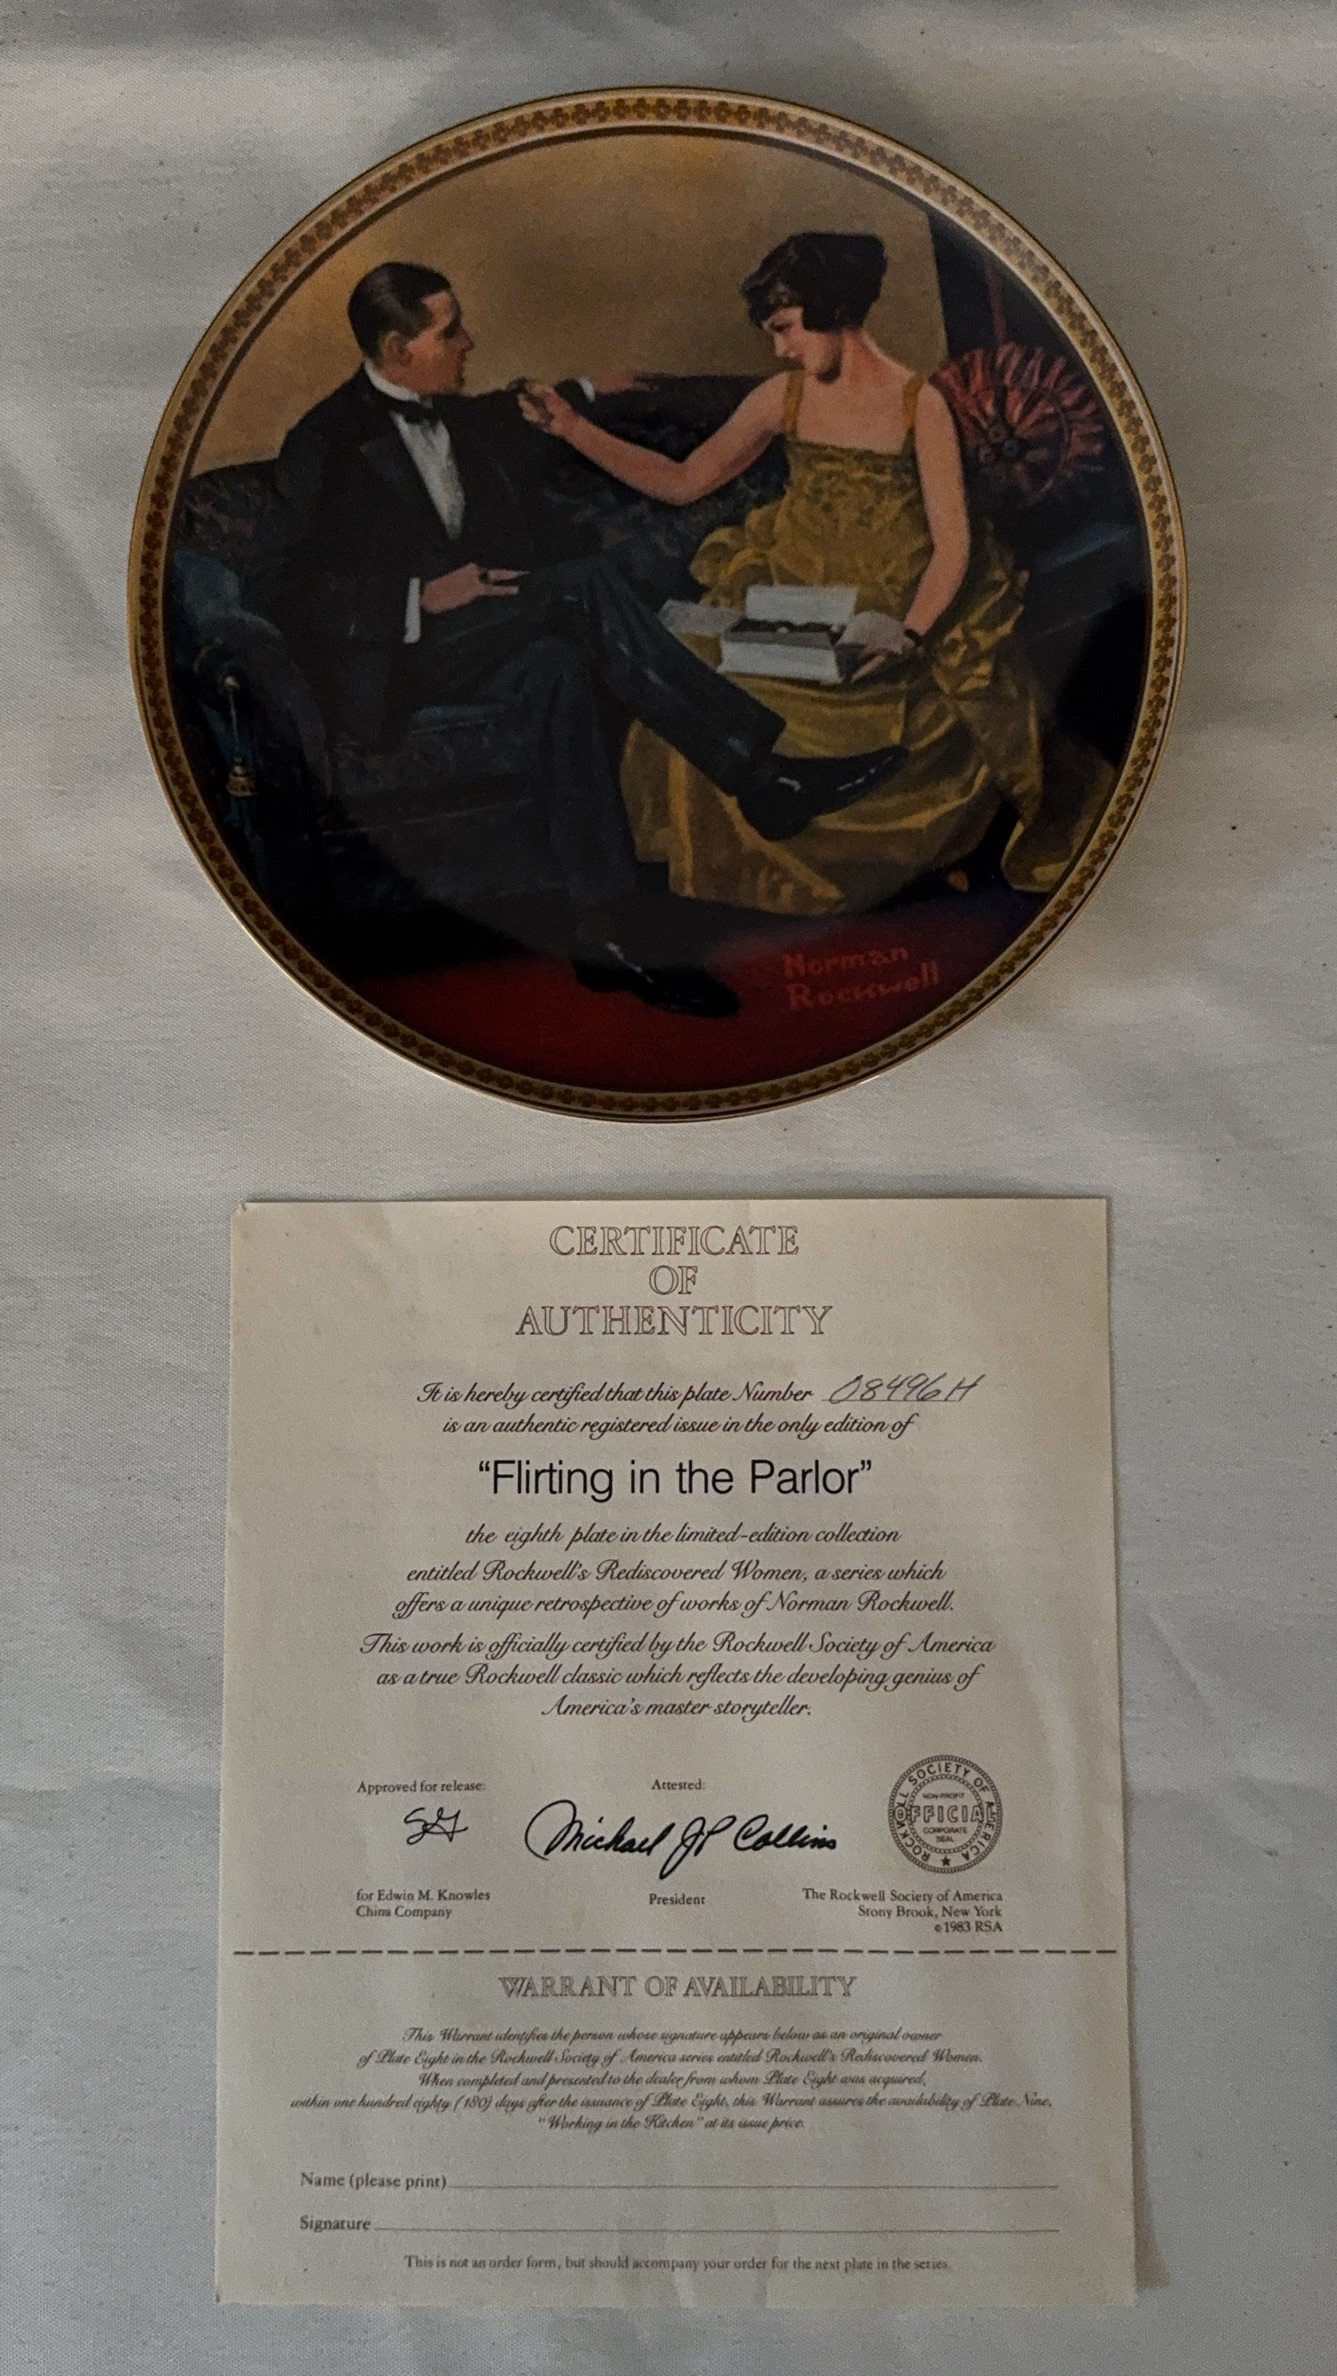 Norman
Rockwell
CERTIFICATE
OF
AUTHENTICITY
It is hereby certified that this plate Number 08496H
is an authentic registered issue in the only edition of
“Flirting in the Parlor”
the eighth plate in the limited-edition collection
entitled Rockwell's Rediscovered Women, a series which
offers a unique retrospective of works of Norman Rockwell.
This work is officially certified by the Rockwell Society of America
as a true Rockwell classic which reflects the developing genius of
America's master storyteller.
Approved for release:
Attested:
Michael JP Collins
ROCKWELL SOCIETY OF AMERICA
NON-PROFIT
OFFICIAL
CORPORATE
SEAL
for Edwin M. Knowles
China Company
President
The Rockwell Society of America
Stony Brook, New York
©1983 RSA
WARRANT OF AVAILABILITY
This Warrant identifies the person whose signature appears below as an original owner
of Plate Eight in the Rockwell Society of America series entitled Rockwell's Rediscovered Women.
When completed and presented to the dealer from whom Plate Eight was acquired,
within one hundred eighty (180) days after the issuance of Plate Eight, this Warrant assures the availability of Plate Nine,
"Working in the Kitchen" at its issue price.
Name (please print)
Signature
This is not an order form, but should accompany your order for the next plate in the series.